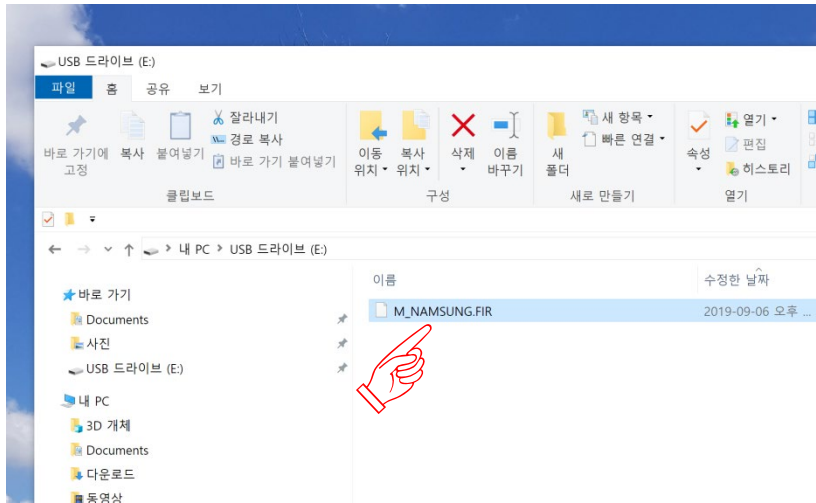 USB 드라이브 (E:)
파일 홈 공유 보기
바로 가기에 고정
복사
붙여넣기
잘라내기
경로 복사
바로 가기 붙여넣기
클립보드
이동 위치
복사 위치
삭제
이름 바꾸기
구성
새 폴더
새 항목
빠른 연결
새로 만들기
속성
열기
편집
히스토리
열기
내 PC > USB 드라이브 (E:)
이름 수정한 날짜
M_NAMSUNG.FIR 2019-09-06 오후 ...
바로 가기
Documents
사진
USB 드라이브 (E:)
내 PC
3D 개체
Documents
다운로드
동영상